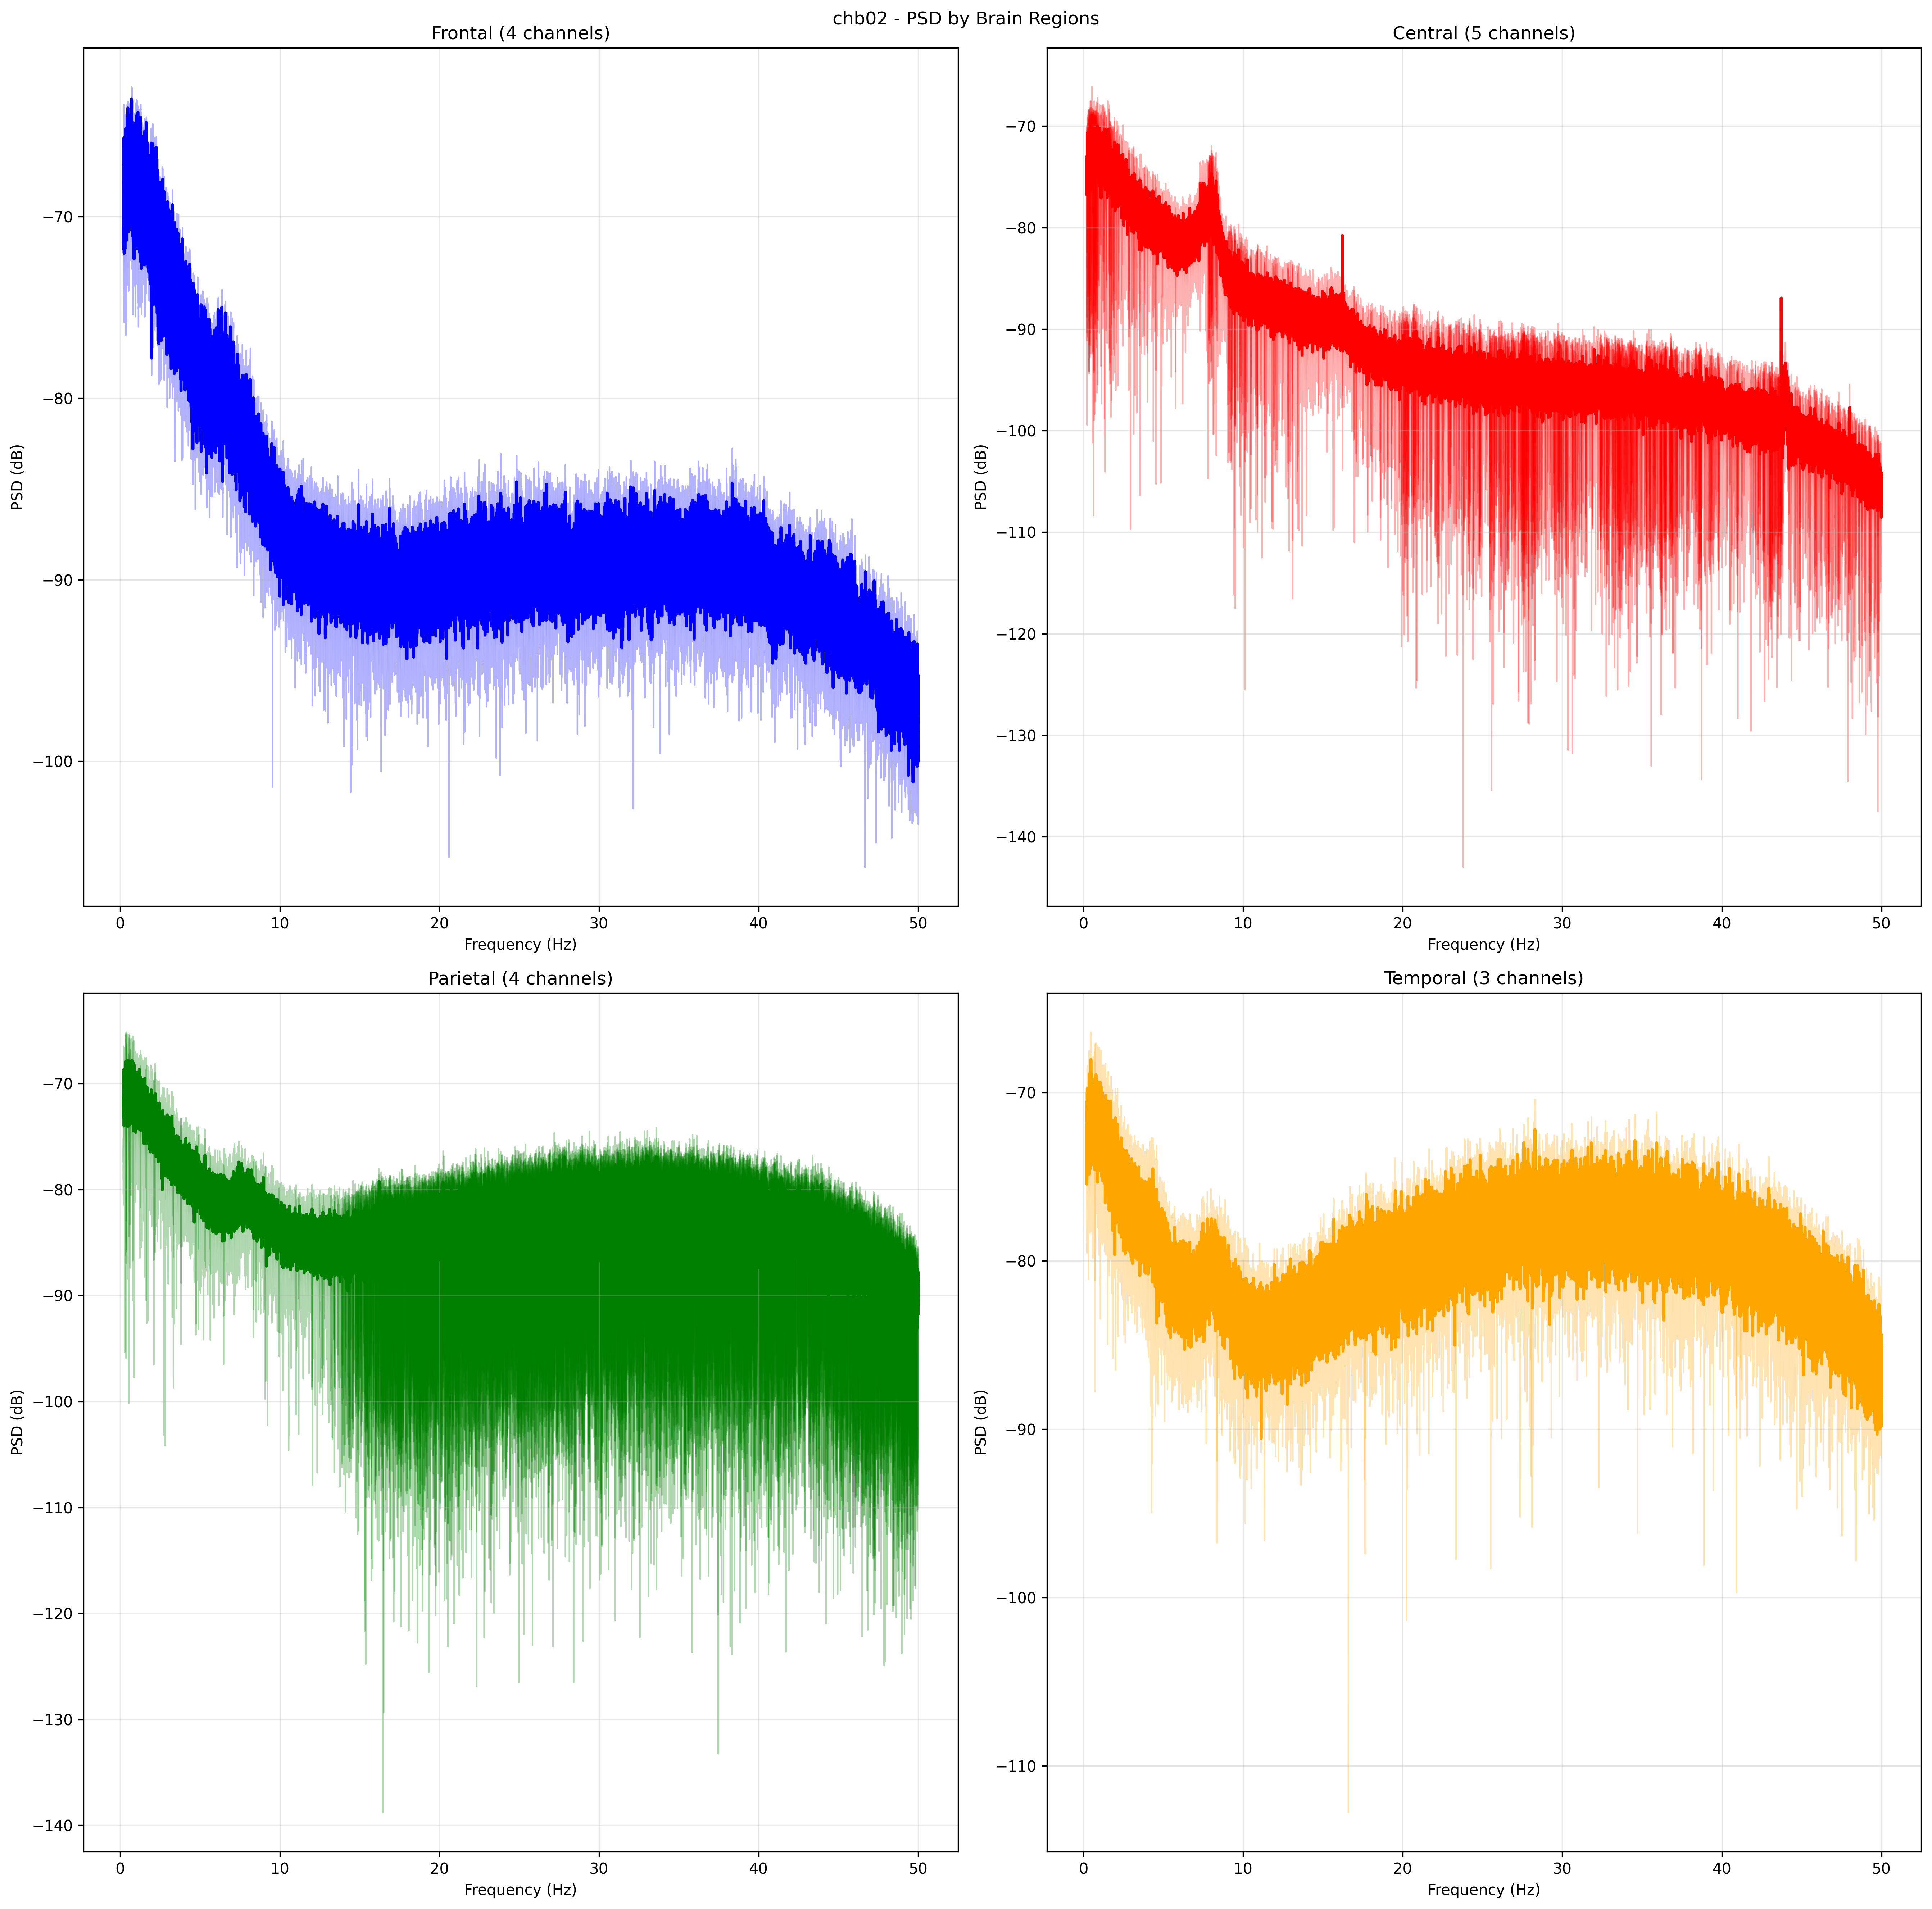 chb02 - PSD by Brain Regions
Frontal (4 channels)
PSD (dB)
−70
−80
−90
−100
0 10 20 30 40 50
Frequency (Hz)
Central (5 channels)
PSD (dB)
−70
−80
−90
−100
−110
−120
−130
−140
0 10 20 30 40 50
Frequency (Hz)
Parietal (4 channels)
PSD (dB)
−70
−80
−90
−100
−110
−120
−130
−140
0 10 20 30 40 50
Frequency (Hz)
Temporal (3 channels)
PSD (dB)
−70
−80
−90
−100
−110
0 10 20 30 40 50
Frequency (Hz)